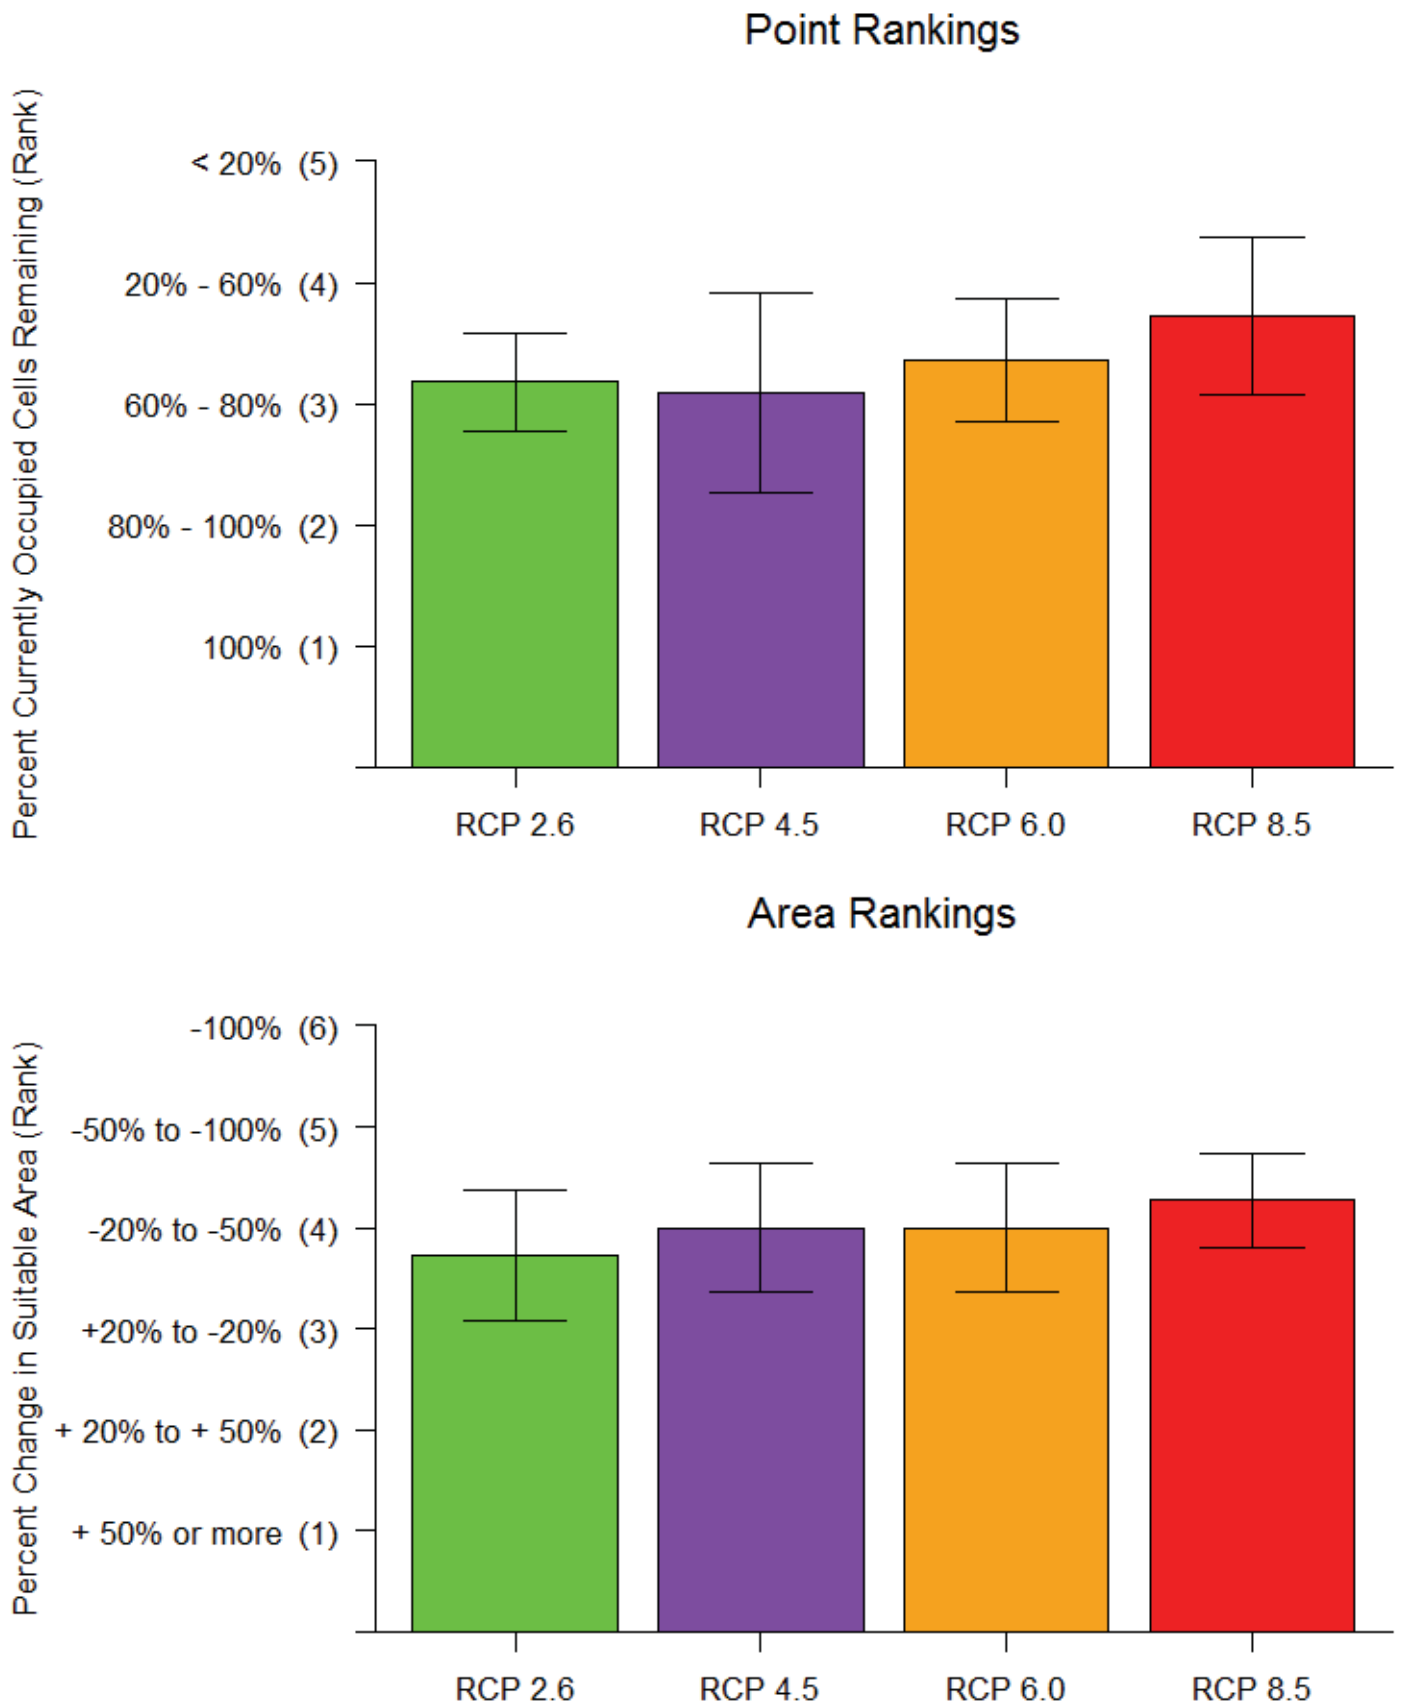 Point Rankings
Percent Currently Occupied Cells Remaining (Rank)
< 20% (5)
20% - 60% (4)
60% - 80% (3)
80% - 100% (2)
100% (1)
RCP 2.6 RCP 4.5 RCP 6.0 RCP 8.5
Area Rankings
Percent Change in Suitable Area (Rank)
-100% (6)
-50% to -100% (5)
-20% to -50% (4)
+20% to -20% (3)
+ 20% to + 50% (2)
+ 50% or more (1)
RCP 2.6 RCP 4.5 RCP 6.0 RCP 8.5